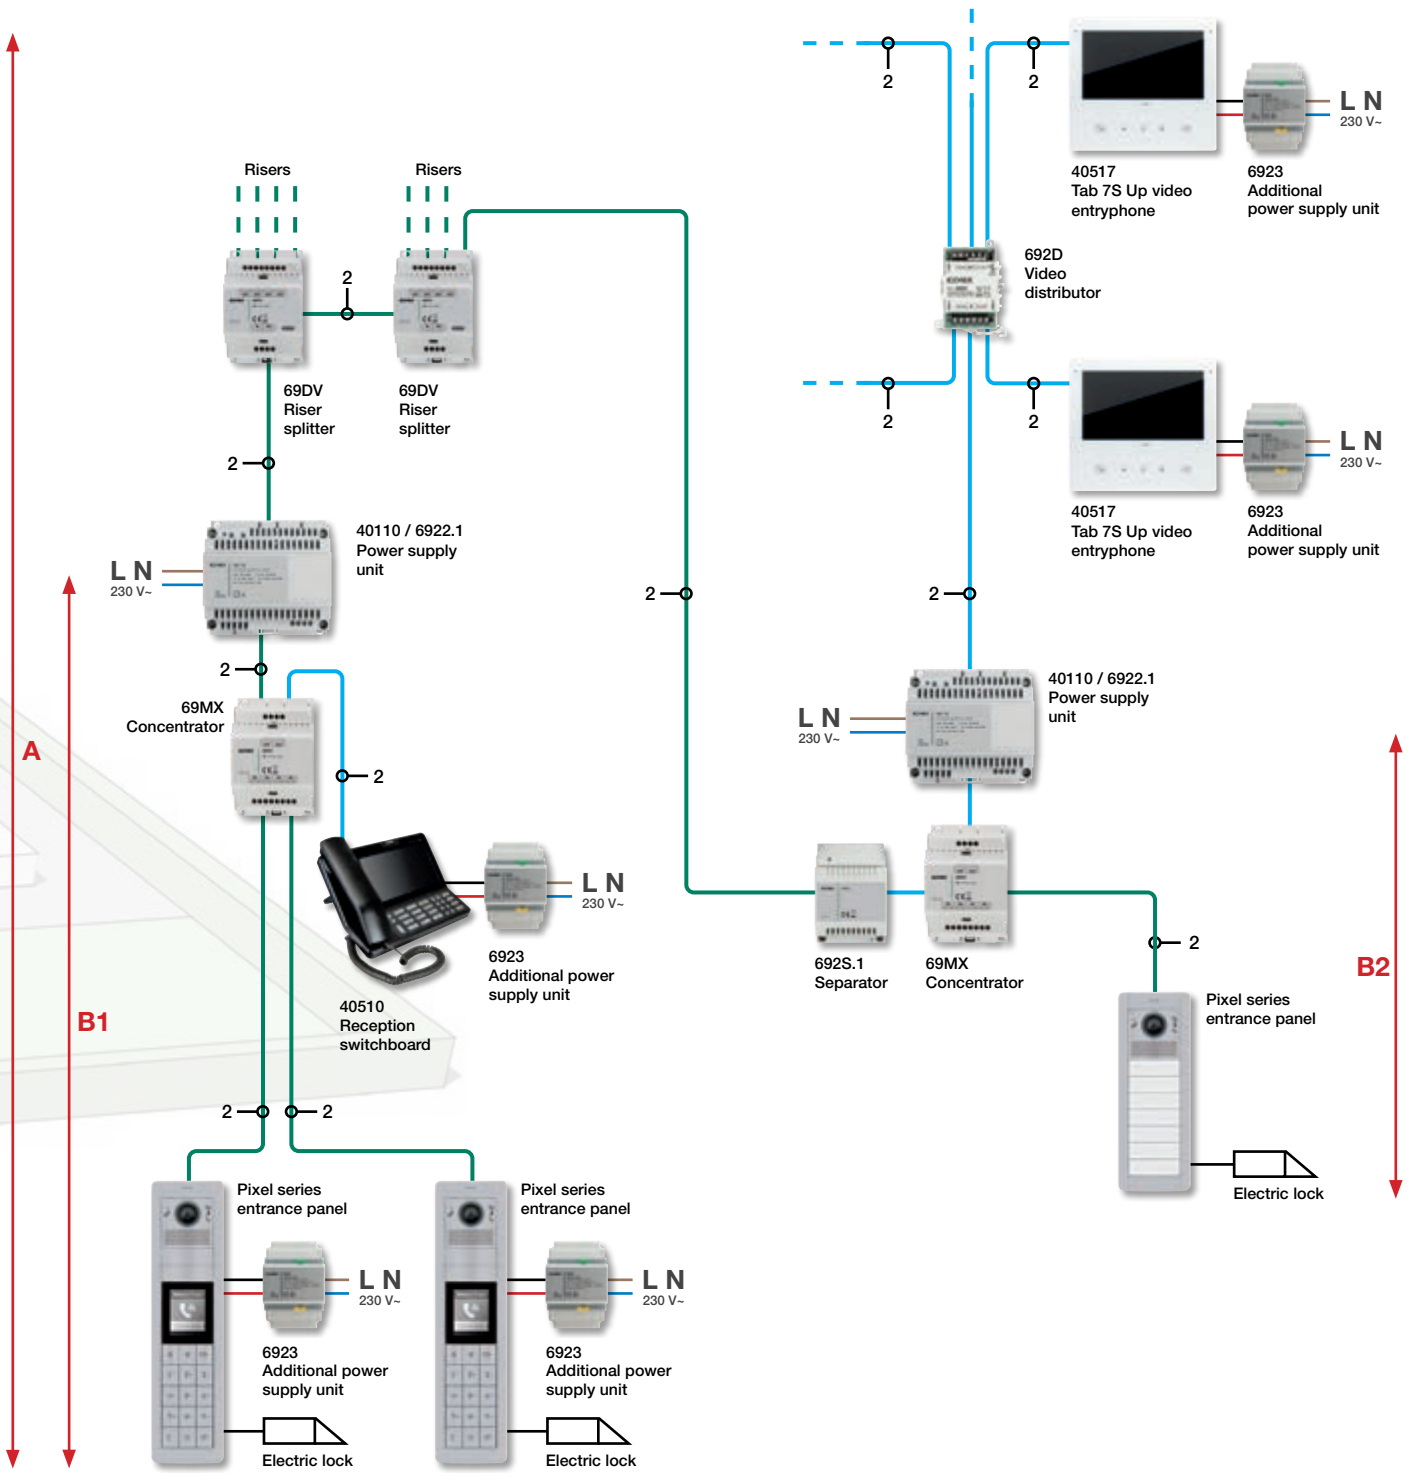 2
2
L N
230 V~
40517
Tab 7S Up video
entryphone
6923
Additional
power supply unit
Risers
Risers
692D
Video
distributor
2
69DV
Riser
splitter
69DV
Riser
splitter
2
2
L N
230 V~
40517
Tab 7S Up video
entryphone
6923
Additional
power supply unit
2
40110 / 6922.1
Power supply
unit
L N
230 V~
2
2
2
69MX
Concentrator
40110 / 6922.1
Power supply
unit
L N
230 V~
A
2
L N
230 V~
6923
Additional power
supply unit
40510
Reception
switchboard
B1
692S.1
Separator
69MX
Concentrator
2
B2
Pixel series
entrance panel
Electric lock
2
2
Pixel series
entrance panel
Pixel series
entrance panel
L N
230 V~
L N
230 V~
6923
Additional power
supply unit
6923
Additional power
supply unit
Electric lock
Electric lock